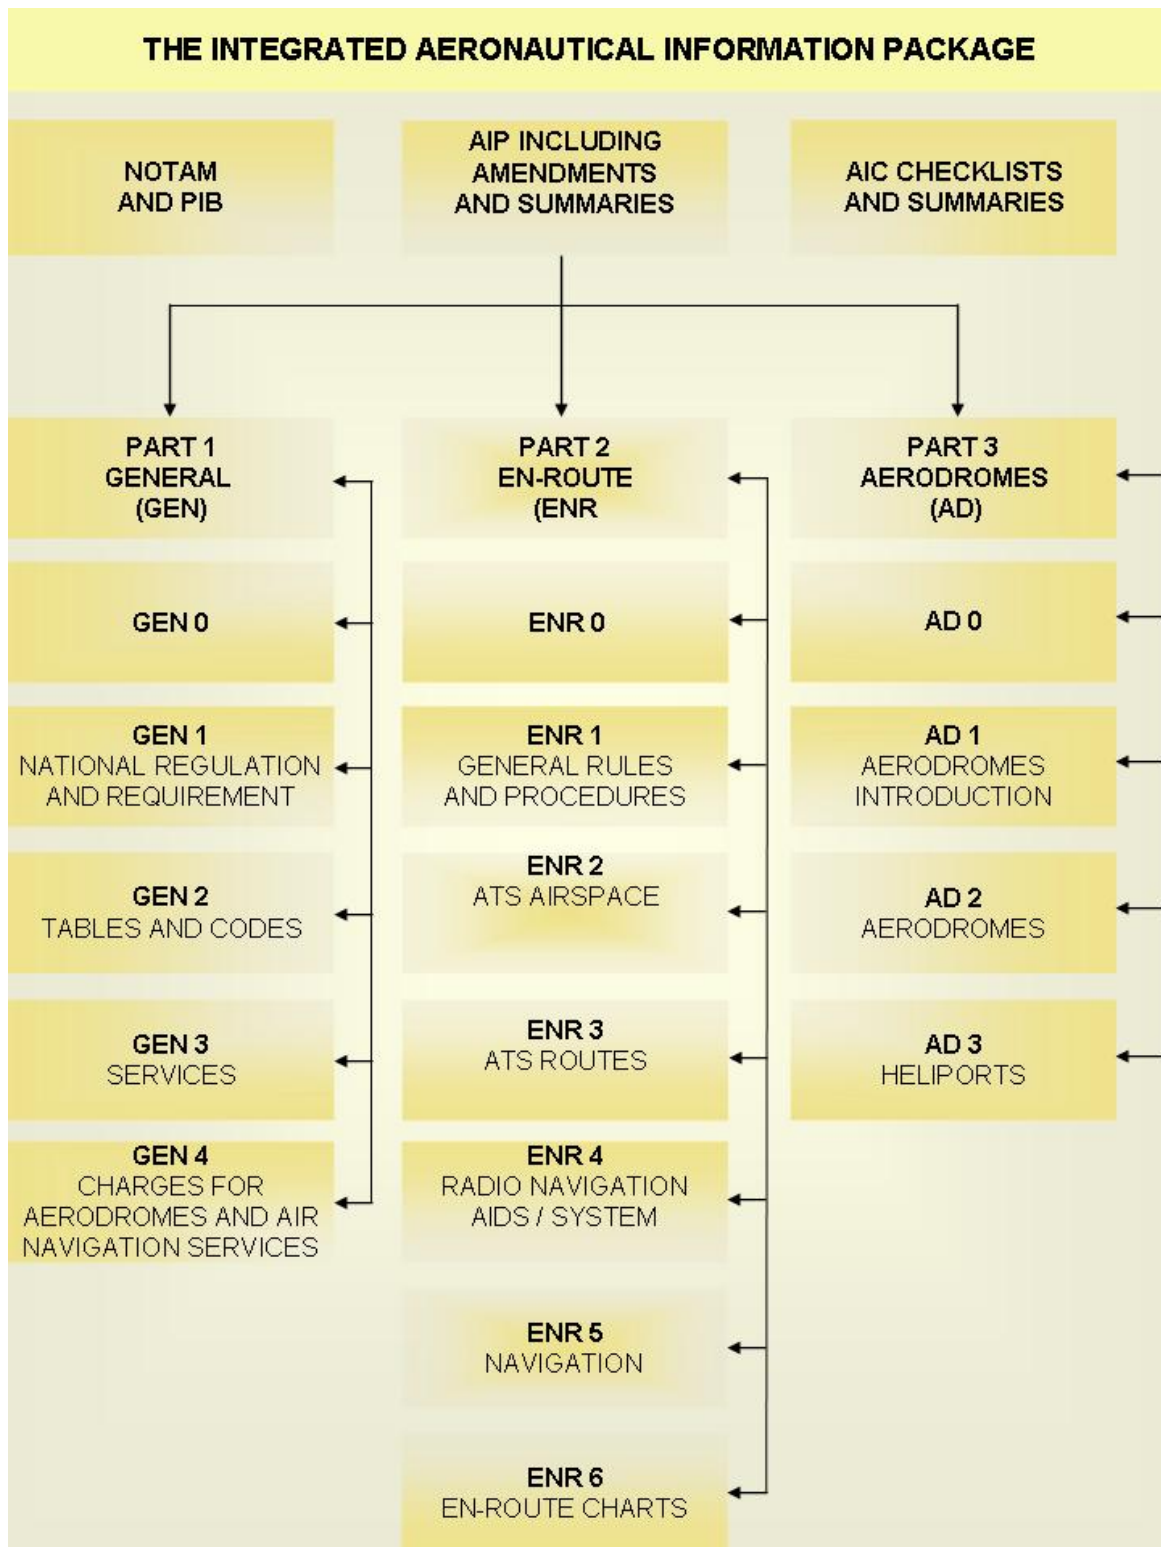 THE INTEGRATED AERONAUTICAL INFORMATION PACKAGE
NOTAM
AND PIB
AIP INCLUDING
AMENDMENTS
AND SUMMARIES
AIC CHECKLISTS
AND SUMMARIES
PART 1
GENERAL
(GEN)
PART 2
EN-ROUTE
(ENR
PART 3
AERODROMES
(AD)
GEN 0
ENR 0
AD 0
GEN 1
NATIONAL REGULATION
AND REQUIREMENT
ENR 1
GENERAL RULES
AND PROCEDURES
AD 1
AERODROMES
INTRODUCTION
GEN 2
TABLES AND CODES
ENR 2
ATS AIRSPACE
AD 2
AERODROMES
GEN 3
SERVICES
ENR 3
ATS ROUTES
AD 3
HELIPORTS
GEN 4
CHARGES FOR
AERODROMES AND AIR
NAVIGATION SERVICES
ENR 4
RADIO NAVIGATION
AIDS / SYSTEM
ENR 5
NAVIGATION
ENR 6
EN-ROUTE CHARTS